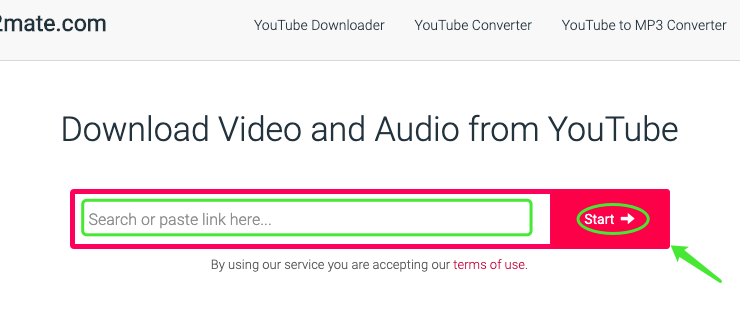 2mate.com
YouTube Downloader YouTube Converter YouTube to MP3 Converter
Download Video and Audio from YouTube
Search or paste link here... Start
By using our service you are accepting our terms of use.